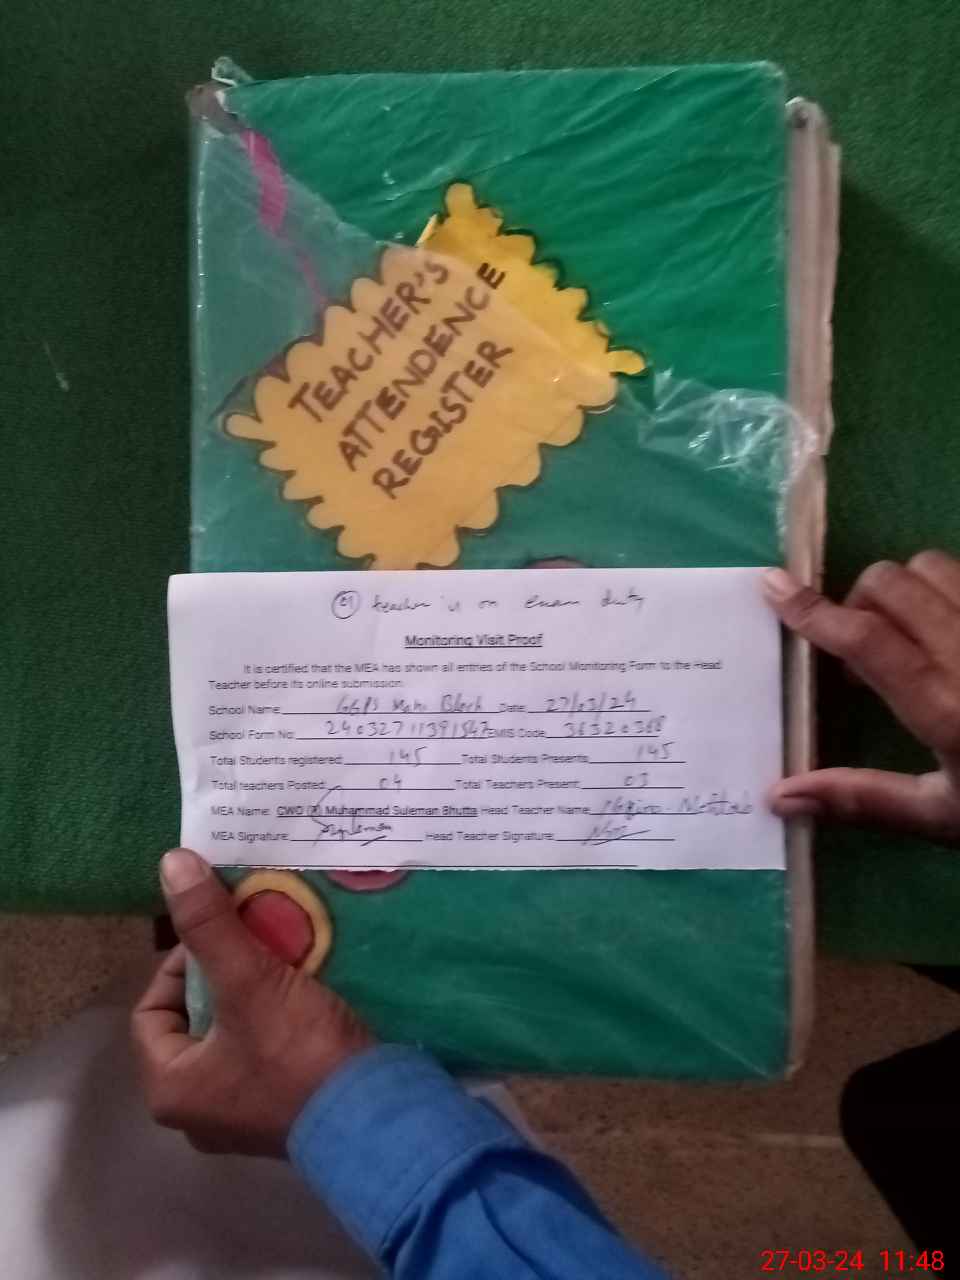 TEACHER'S
ATTENDENCE
REGISTER
01 teacher is on exam duty
Monitoring Visit Proof
It is certified that the MEA has shown all entries of the School Monitoring Form to the Head
Teacher before its online submission.
School Name: GGPS Block Date: 27/03/24
School Form No: EMIS Code: 36320368
Total Students registered: 145 Total Students Presents: 145
Total teachers Posted: 04 Total Teachers Present: 03
MEA Name: CWO (R) Muhammad Suleman Bhutta Head Teacher Name:
MEA Signature: Head Teacher Signature:
27-03-24 11:48